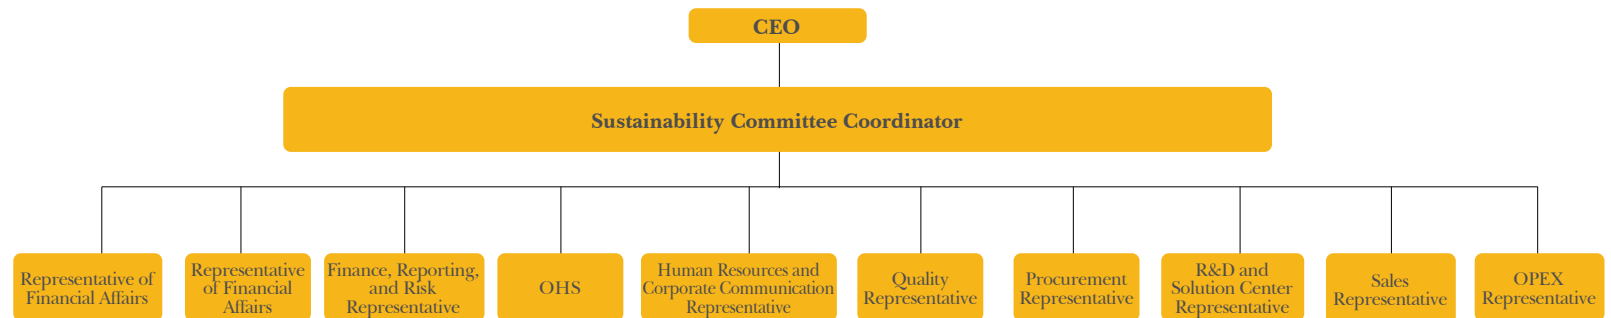 CEO
Sustainability Committee Coordinator
Representative of
Financial Affairs
Representative
of Financial
Affairs
Finance, Reporting,
and Risk
Representative
OHS
Human Resources and
Corporate Communication
Representative
Quality
Representative
Procurement
Representative
R&D and
Solution Center
Representative
Sales
Representative
OPEX
Representative